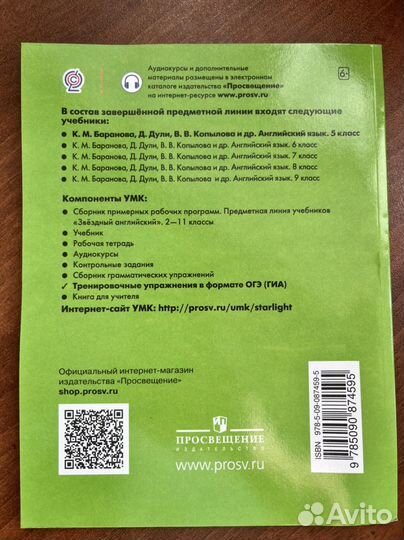 Аудиокурсы и дополнительные
материалы размещены в электронном
каталоге издательства «Просвещение»
на интернет-ресурсе www.prosv.ru
6+
В состав завершённой предметной линии входят следующие
учебники:
• К. М. Баранова, Д. Дули, В. В. Копылова и др. Английский язык. 5 класс
• К. М. Баранова, Д. Дули, В. В. Копылова и др. Английский язык. 6 класс
• К. М. Баранова, Д. Дули, В. В. Копылова и др. Английский язык. 7 класс
• К. М. Баранова, Д. Дули, В. В. Копылова и др. Английский язык. 8 класс
• К. М. Баранова, Д. Дули, В. В. Копылова и др. Английский язык. 9 класс
Компоненты УМК:
• Сборник примерных рабочих программ. Предметная линия учебников
«Звёздный английский». 2—11 классы
• Учебник
• Рабочая тетрадь
• Аудиокурсы
• Контрольные задания
• Сборник грамматических упражнений
✓ Тренировочные упражнения в формате ОГЭ (ГИА)
• Книга для учителя
Интернет-сайт УМК: http://prosv.ru/umk/starlight
Официальный интернет-магазин
издательства «Просвещение»
shop.prosv.ru
ПРОСВЕЩЕНИЕ
ИЗДАТЕЛЬСТВО
www.prosv.ru
ISBN 978-5-09-087459-5
9 785090 874595
Avito